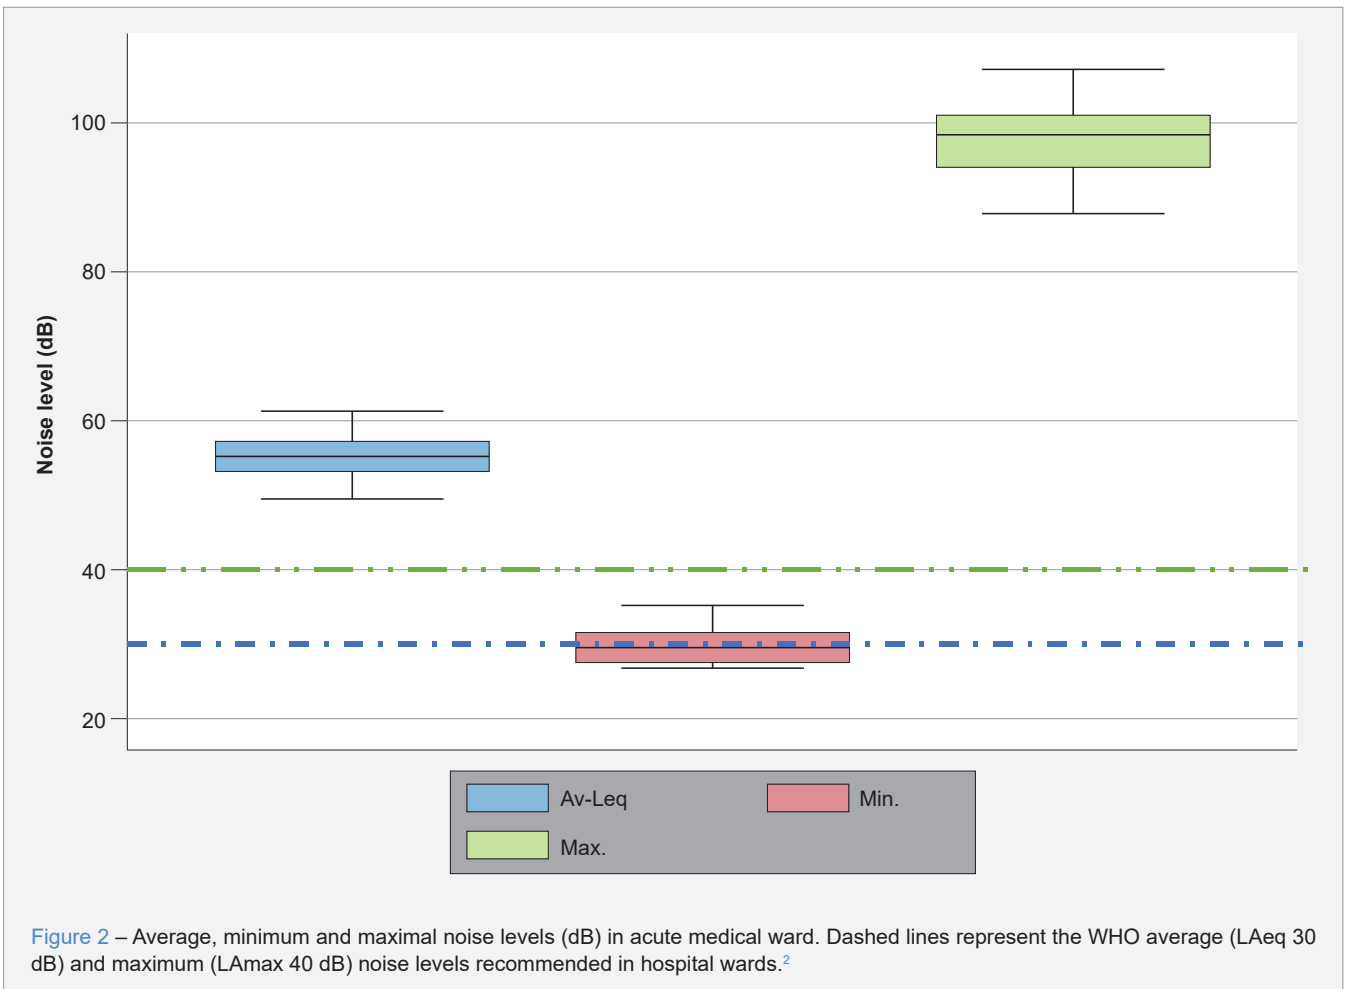 100
80
60
40
20
Noise level (dB)
Av-Leq
Min.
Max.
Figure 2 – Average, minimum and maximal noise levels (dB) in acute medical ward. Dashed lines represent the WHO average (LAeq 30
dB) and maximum (LAmax 40 dB) noise levels recommended in hospital wards.2